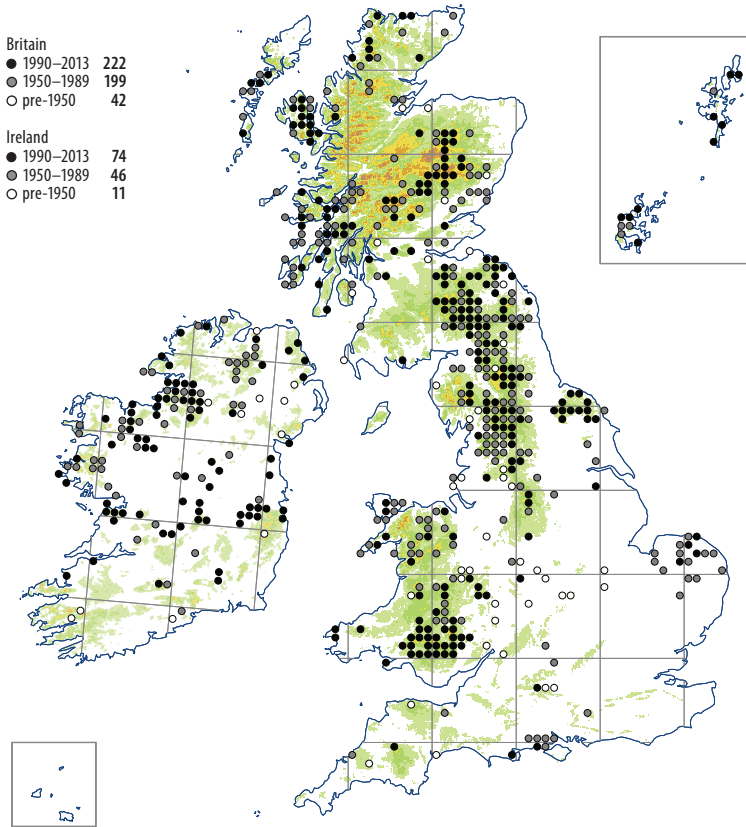 Britain
1990–2013 222
1950–1989 199
pre-1950 42
Ireland
1990–2013 74
1950–1989 46
pre-1950 11